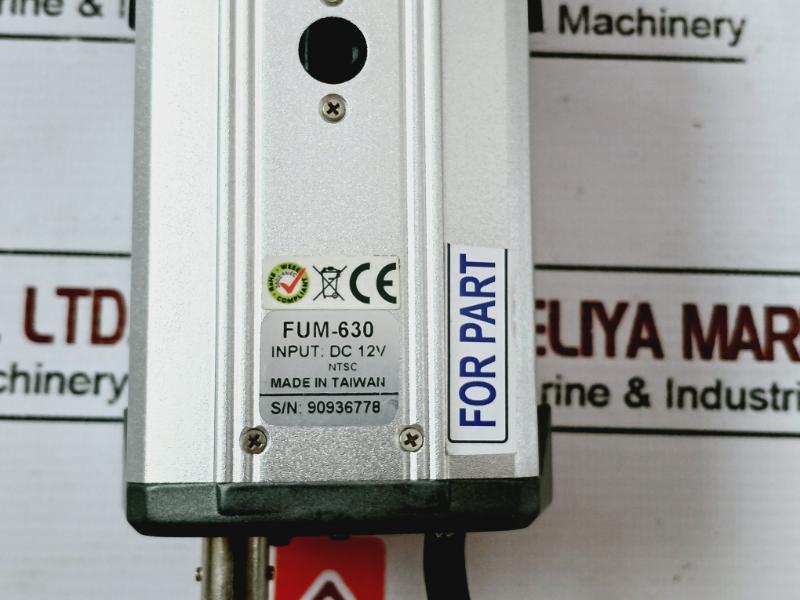 rine &
Machinery
LTD
chinery
ELIYA MAR
rine & Industri
RoHS WEEE
COMPLIANT
CE
FUM-630
INPUT. DC 12V
NTSC
MADE IN TAIWAN
S/N: 90936778
FOR PART